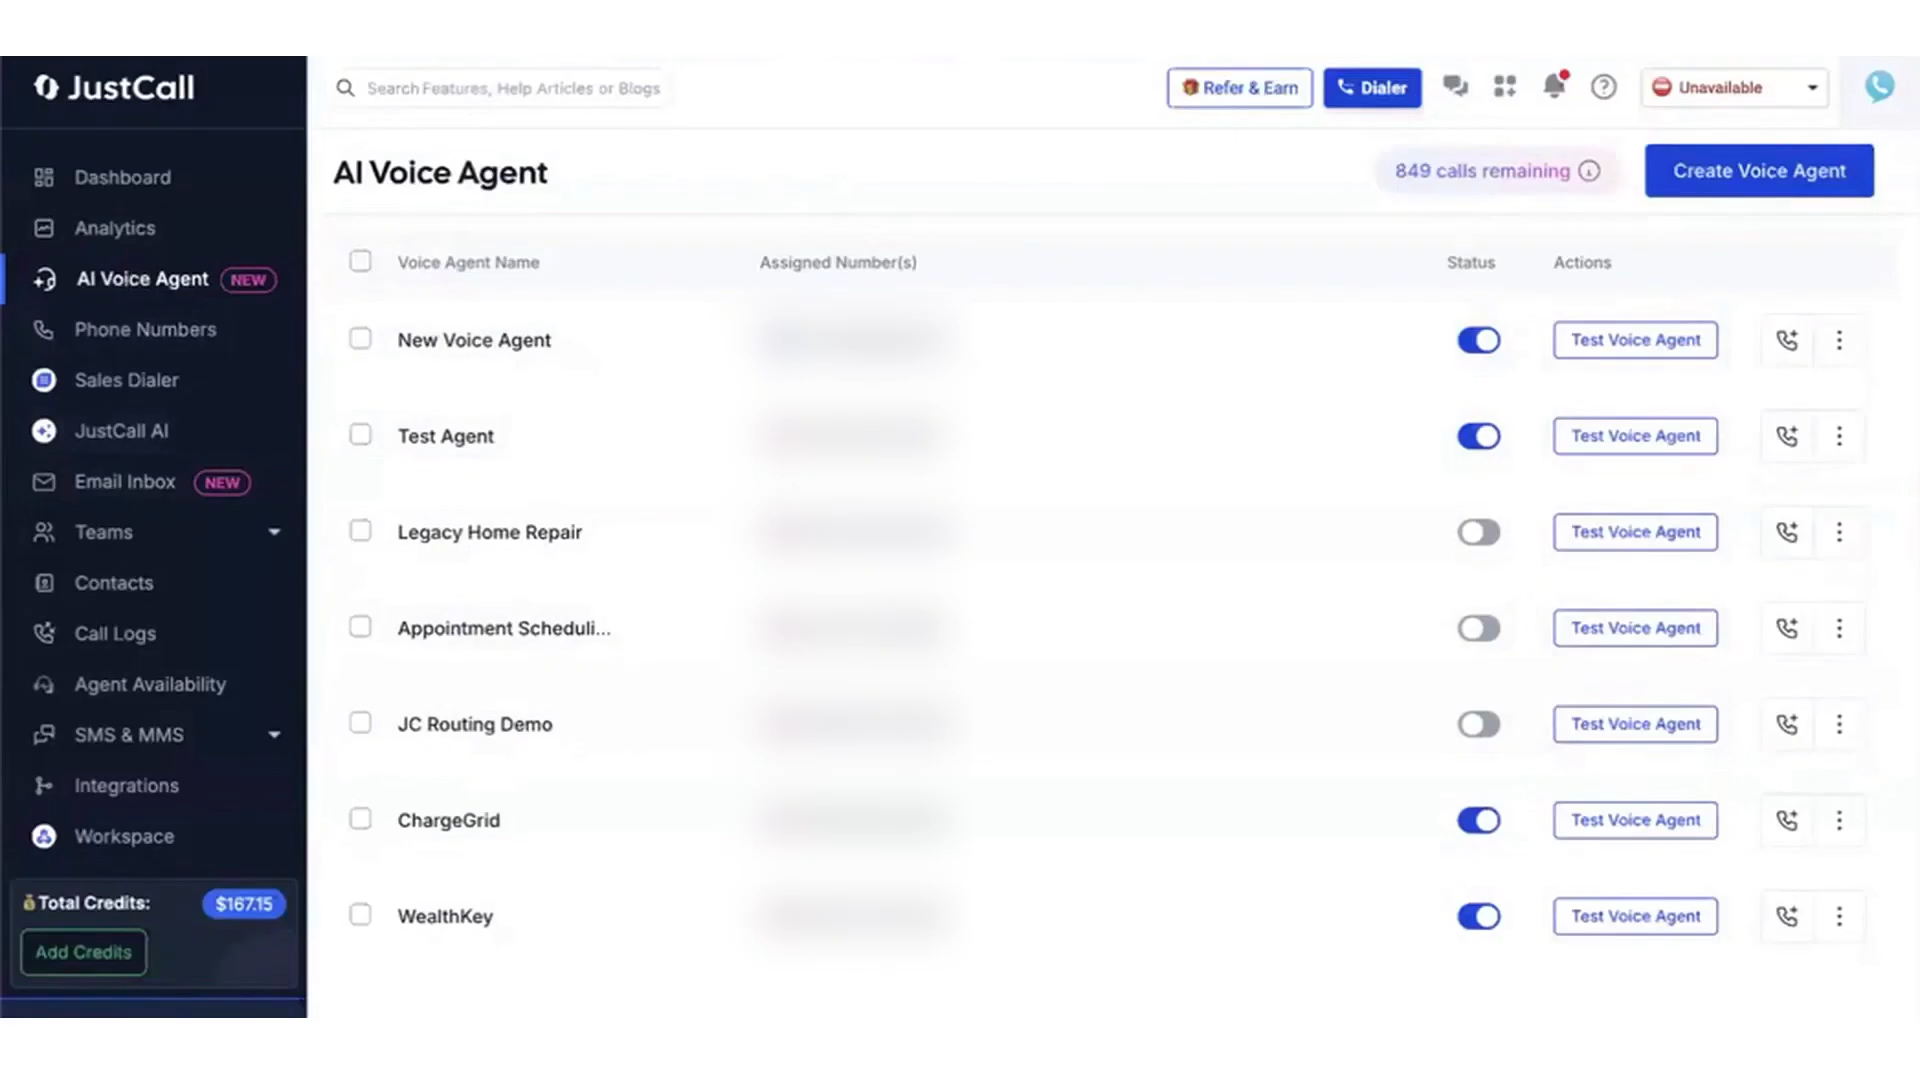 JustCall
Search Features, Help Articles or Blogs
Refer & Earn
Dialer
Unavailable
Dashboard
Analytics
AI Voice Agent NEW
Phone Numbers
Sales Dialer
JustCall AI
Email Inbox NEW
Teams
Contacts
Call Logs
Agent Availability
SMS & MMS
Integrations
Workspace
Total Credits: $167.15
Add Credits
AI Voice Agent
849 calls remaining
Create Voice Agent
Voice Agent Name Assigned Number(s) Status Actions
New Voice Agent Test Voice Agent
Test Agent Test Voice Agent
Legacy Home Repair Test Voice Agent
Appointment Scheduli... Test Voice Agent
JC Routing Demo Test Voice Agent
ChargeGrid Test Voice Agent
WealthKey Test Voice Agent